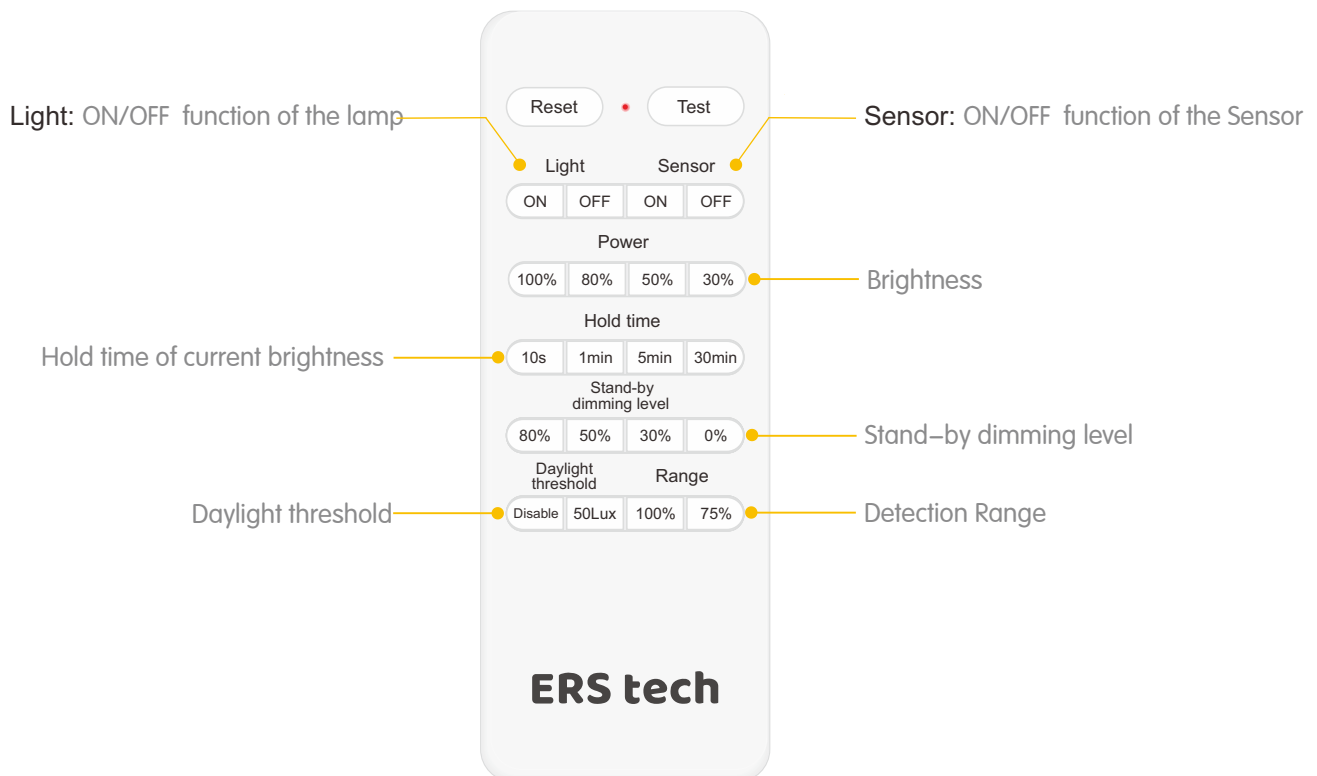 Reset Test
Light: ON/OFF function of the lamp
Sensor: ON/OFF function of the Sensor
Light Sensor
ON OFF ON OFF
Power
100% 80% 50% 30%
Brightness
Hold time
Hold time of current brightness
10s 1min 5min 30min
Stand-by
dimming level
80% 50% 30% 0%
Stand–by dimming level
Daylight
threshold
Range
Daylight threshold
Disable 50Lux 100% 75%
Detection Range
ERS tech